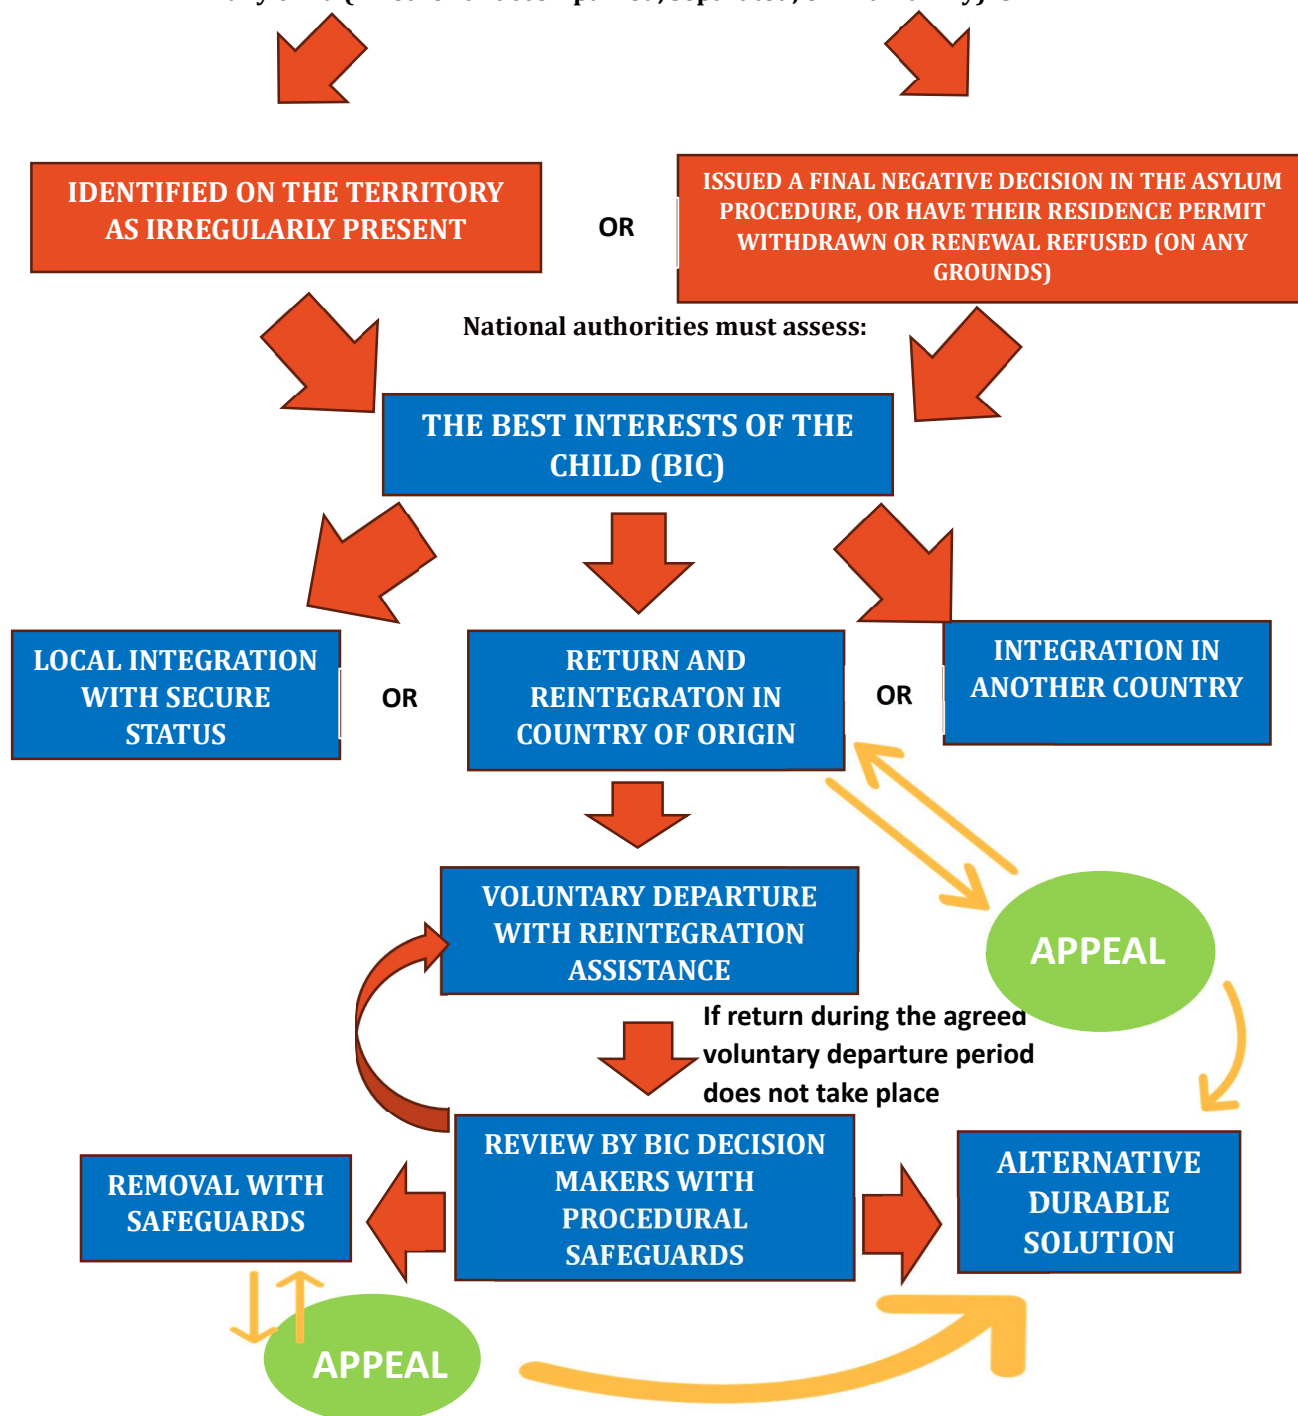 IDENTIFIED ON THE TERRITORY
AS IRREGULARLY PRESENT
OR
ISSUED A FINAL NEGATIVE DECISION IN THE ASYLUM
PROCEDURE, OR HAVE THEIR RESIDENCE PERMIT
WITHDRAWN OR RENEWAL REFUSED (ON ANY
GROUNDS)
National authorities must assess:
THE BEST INTERESTS OF THE
CHILD (BIC)
LOCAL INTEGRATION
WITH SECURE
STATUS
OR
RETURN AND
REINTEGRATON IN
COUNTRY OF ORIGIN
OR
INTEGRATION IN
ANOTHER COUNTRY
VOLUNTARY DEPARTURE
WITH REINTEGRATION
ASSISTANCE
APPEAL
If return during the agreed
voluntary departure period
does not take place
REVIEW BY BIC DECISION
MAKERS WITH
PROCEDURAL
SAFEGUARDS
REMOVAL WITH
SAFEGUARDS
ALTERNATIVE
DURABLE
SOLUTION
APPEAL